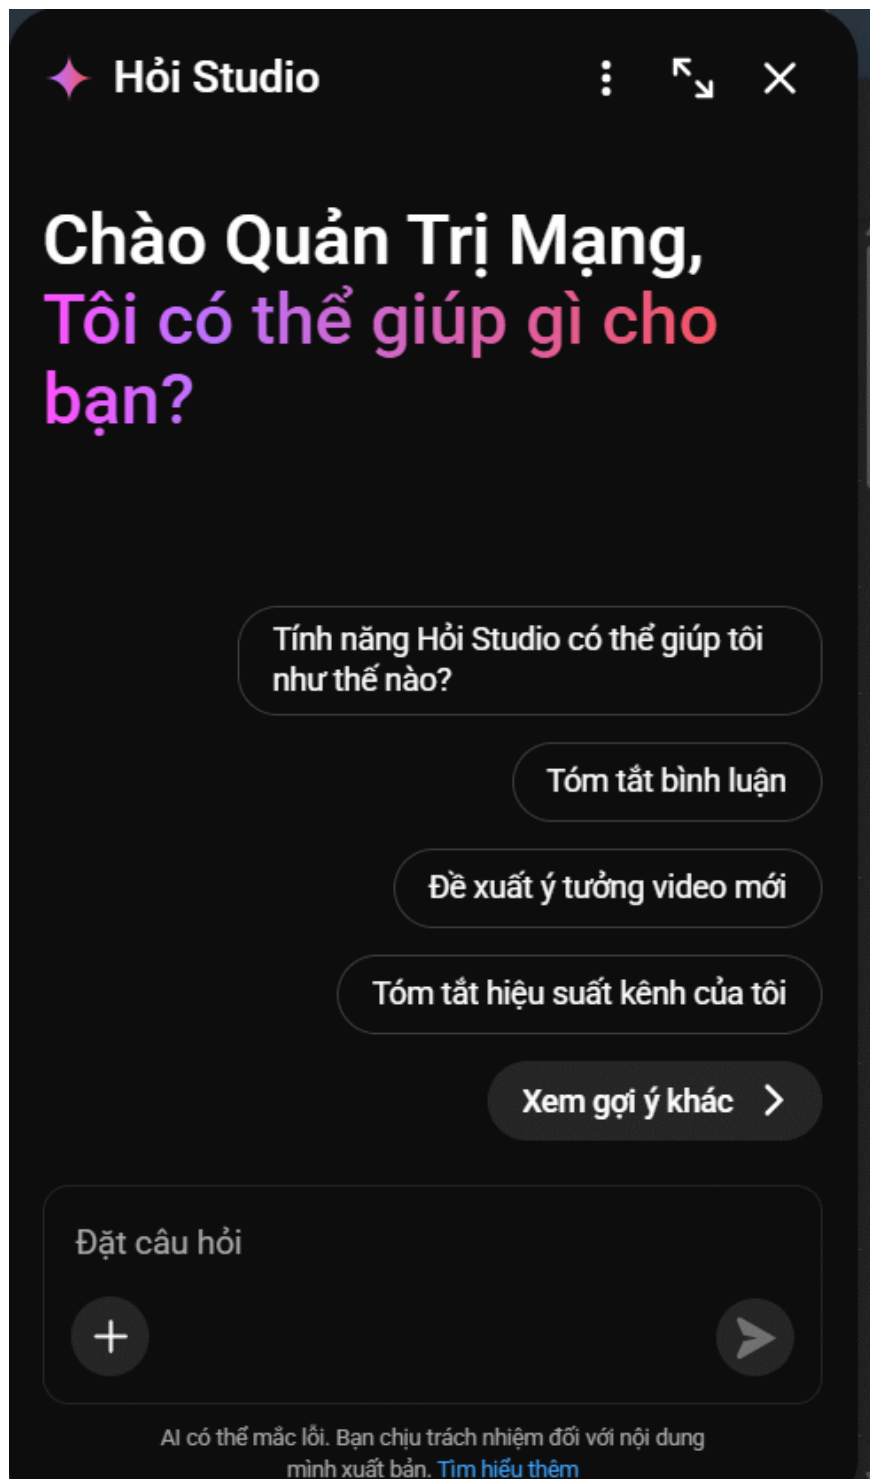 Hỏi Studio
Chào Quản Trị Mạng,
Tôi có thể giúp gì cho
bạn?
Tính năng Hỏi Studio có thể giúp tôi
như thế nào?
Tóm tắt bình luận
Đề xuất ý tưởng video mới
Tóm tắt hiệu suất kênh của tôi
Xem gợi ý khác
Đặt câu hỏi
AI có thể mắc lỗi. Bạn chịu trách nhiệm đối với nội dung
mình xuất bản. Tìm hiểu thêm